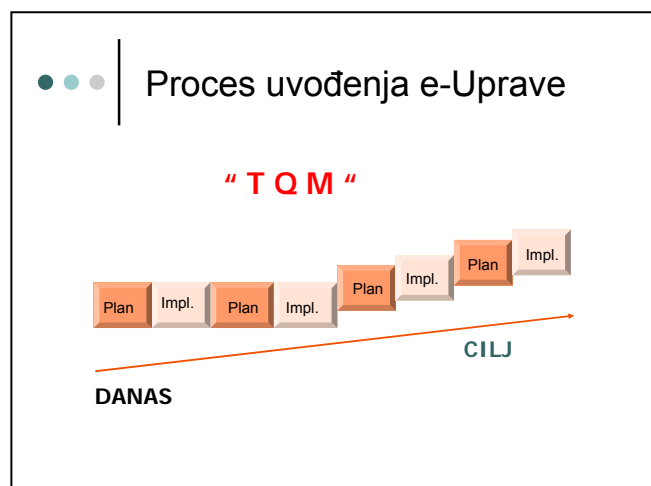 Proces uvođenja e-Uprave
“ T Q M “
Plan Impl. Plan Impl. Plan Impl. Plan Impl.
CILJ
DANAS